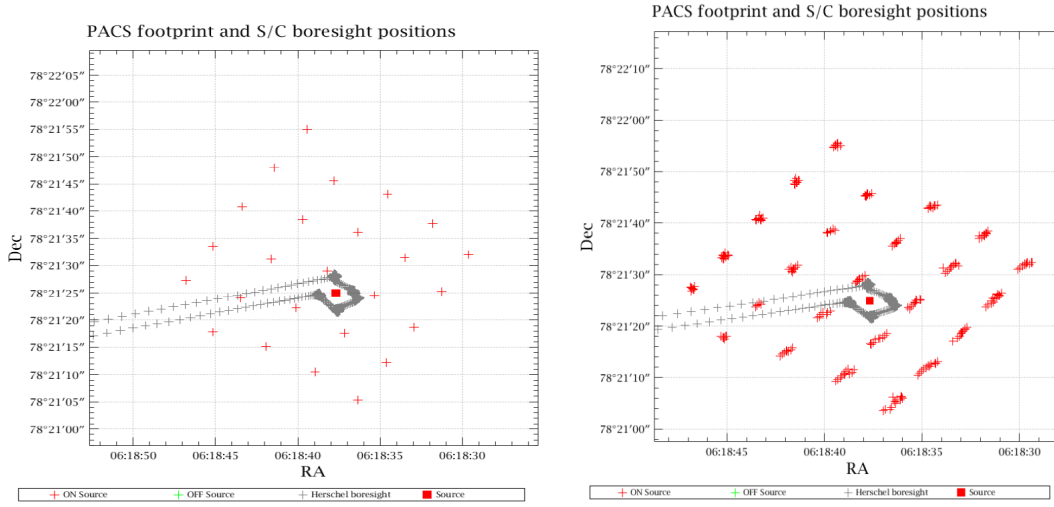 PACS footprint and S/C boresight positions
78°22'05"
78°22'00"
78°21'55"
78°21'50"
78°21'45"
78°21'40"
78°21'35"
78°21'30"
78°21'25"
78°21'20"
78°21'15"
78°21'10"
78°21'05"
78°21'00"
Dec
06:18:50
06:18:45
06:18:40
06:18:35
06:18:30
RA
ON Source
OFF Source
Herschel boresight
Source
PACS footprint and S/C boresight positions
78°22'10"
78°22'00"
78°21'50"
78°21'40"
78°21'30"
78°21'20"
78°21'10"
78°21'00"
Dec
06:18:45
06:18:40
06:18:35
06:18:30
RA
ON Source
OFF Source
Herschel boresight
Source